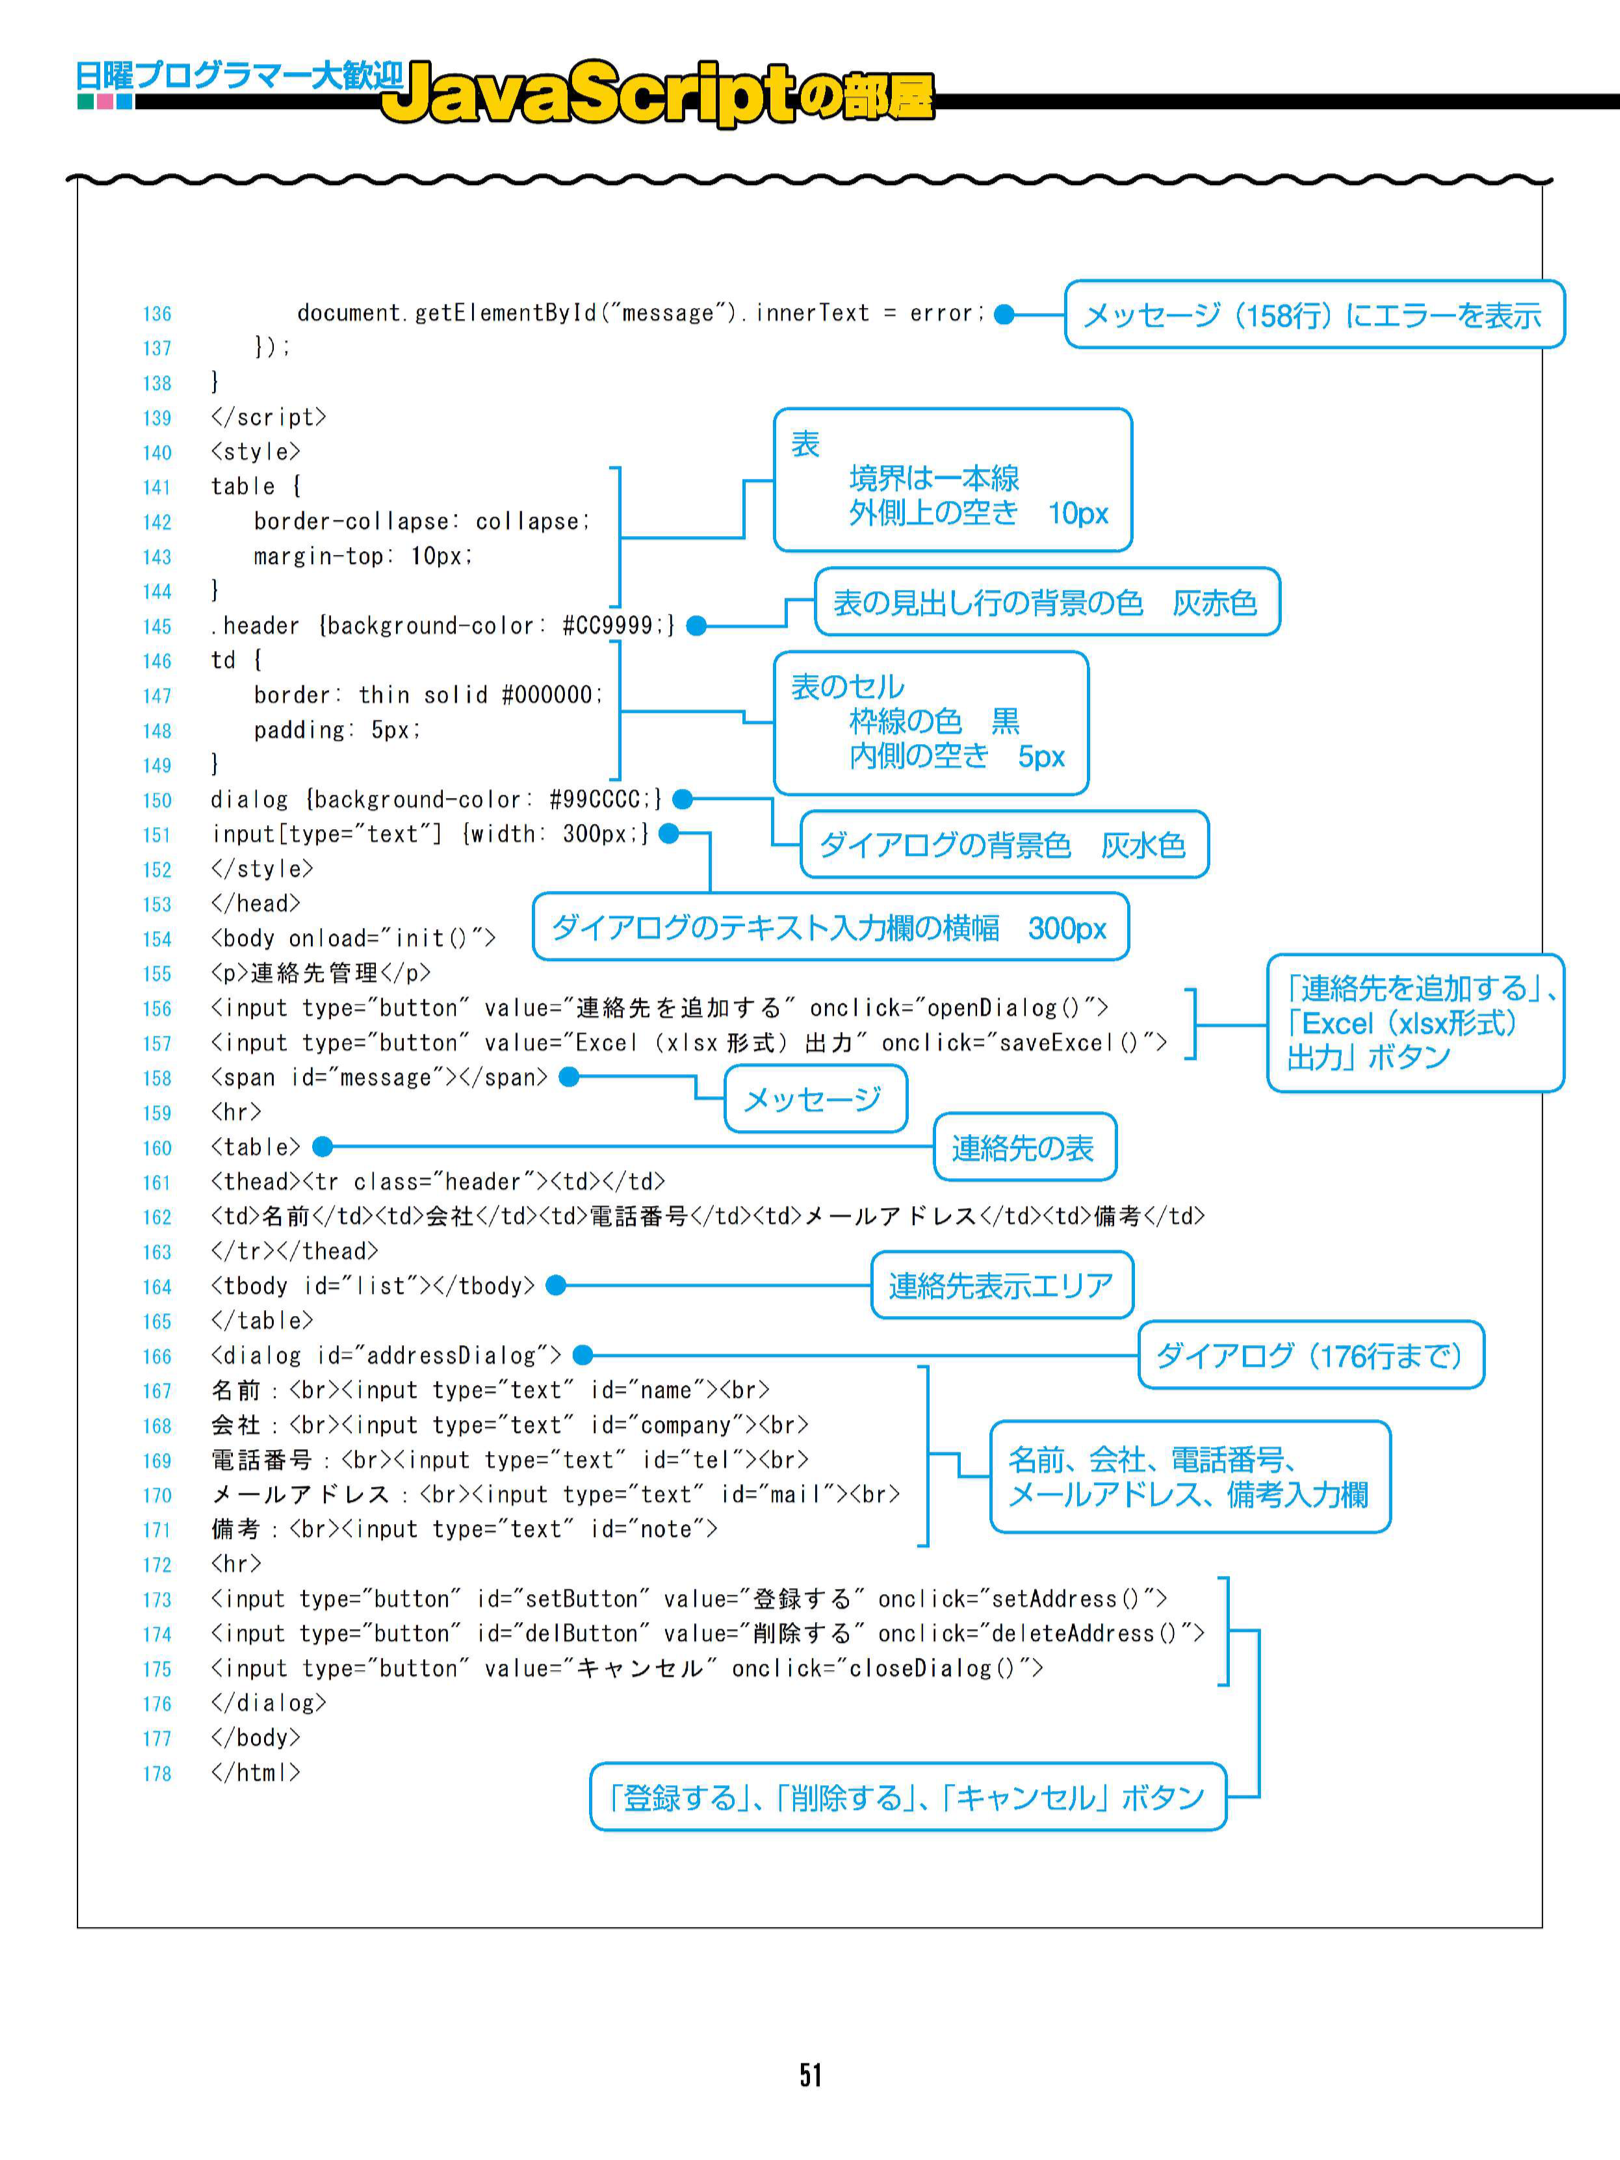 日曜プログラマー大歓迎
JavaScriptの部屋
136 document.getElementById("message").innerText = error;
メッセージ（158行）にエラーを表示
137 });
138 }
139 </script>
140 <style>
141 table {
142 border-collapse: collapse;
143 margin-top: 10px;
144 }
表
境界は一本線
外側上の空き　10px
145 .header {background-color: #CC9999;}
表の見出し行の背景の色　灰赤色
146 td {
147 border: thin solid #000000;
148 padding: 5px;
149 }
表のセル
枠線の色　黒
内側の空き　5px
150 dialog {background-color: #99CCCC;}
ダイアログの背景色　灰水色
151 input[type="text"] {width: 300px;}
ダイアログのテキスト入力欄の横幅　300px
152 </style>
153 </head>
154 <body onload="init()">
155 <p>連絡先管理</p>
156 <input type="button" value="連絡先を追加する" onclick="openDialog()">
157 <input type="button" value="Excel（xlsx形式）出力" onclick="saveExcel()">
「連絡先を追加する」、
「Excel（xlsx形式）
出力」ボタン
158 <span id="message"></span>
メッセージ
159 <hr>
160 <table>
連絡先の表
161 <thead><tr class="header"><td></td>
162 <td>名前</td><td>会社</td><td>電話番号</td><td>メールアドレス</td><td>備考</td>
163 </tr></thead>
164 <tbody id="list"></tbody>
連絡先表示エリア
165 </table>
166 <dialog id="addressDialog">
ダイアログ（176行まで）
167 名前：<br><input type="text" id="name"><br>
168 会社：<br><input type="text" id="company"><br>
169 電話番号：<br><input type="text" id="tel"><br>
170 メールアドレス：<br><input type="text" id="mail"><br>
171 備考：<br><input type="text" id="note">
名前、会社、電話番号、
メールアドレス、備考入力欄
172 <hr>
173 <input type="button" id="setButton" value="登録する" onclick="setAddress()">
174 <input type="button" id="delButton" value="削除する" onclick="deleteAddress()">
175 <input type="button" value="キャンセル" onclick="closeDialog()">
176 </dialog>
177 </body>
178 </html>
「登録する」、「削除する」、「キャンセル」ボタン
51